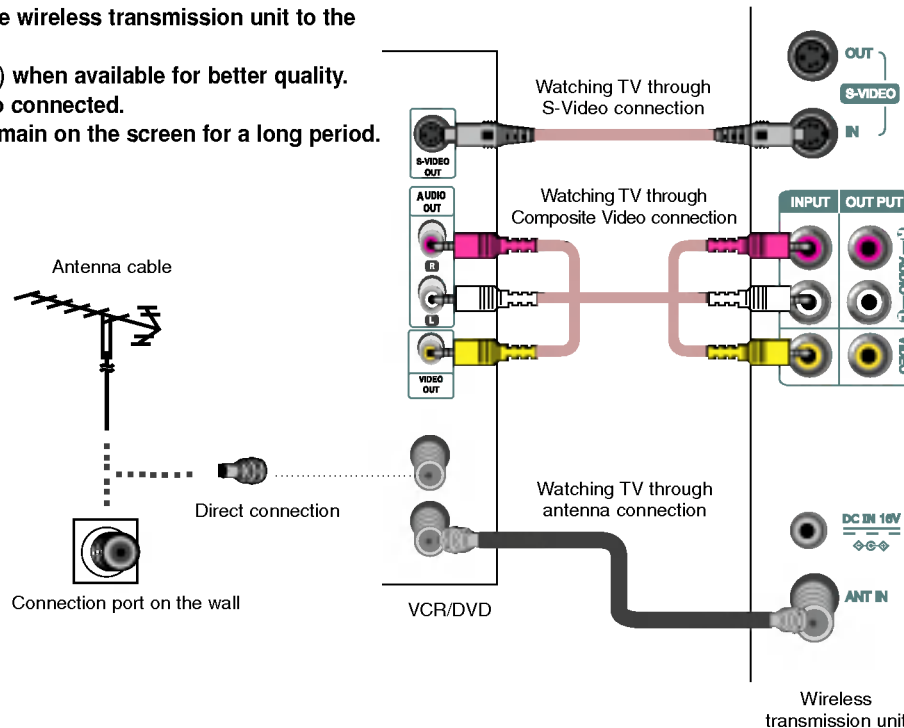 e wireless transmission unit to the
) when available for better quality.
o connected.
main on the screen for a long period.
Watching TV through
S-Video connection
OUT
S-VIDEO
IN
S-VIDEO
OUT
AUDIO
OUT
R
L
VIDEO
OUT
Watching TV through
Composite Video connection
INPUT
OUT PUT
AUDIO
VIDEO
Antenna cable
Direct connection
Connection port on the wall
Watching TV through
antenna connection
VCR/DVD
DC IN 16V
ANT IN
Wireless
transmission unit